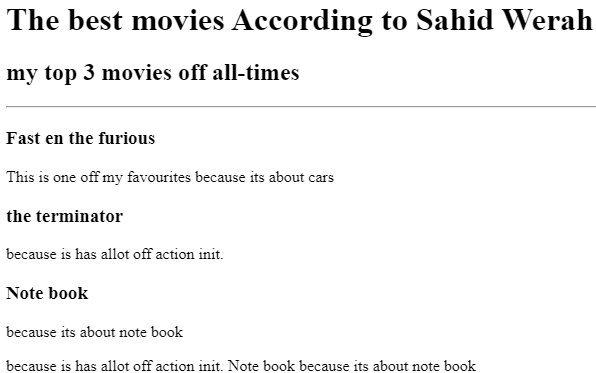 The best movies According to Sahid Werah
my top 3 movies off all-times
Fast en the furious
This is one off my favourites because its about cars
the terminator
because is has allot off action init.
Note book
because its about note book
because is has allot off action init. Note book because its about note book